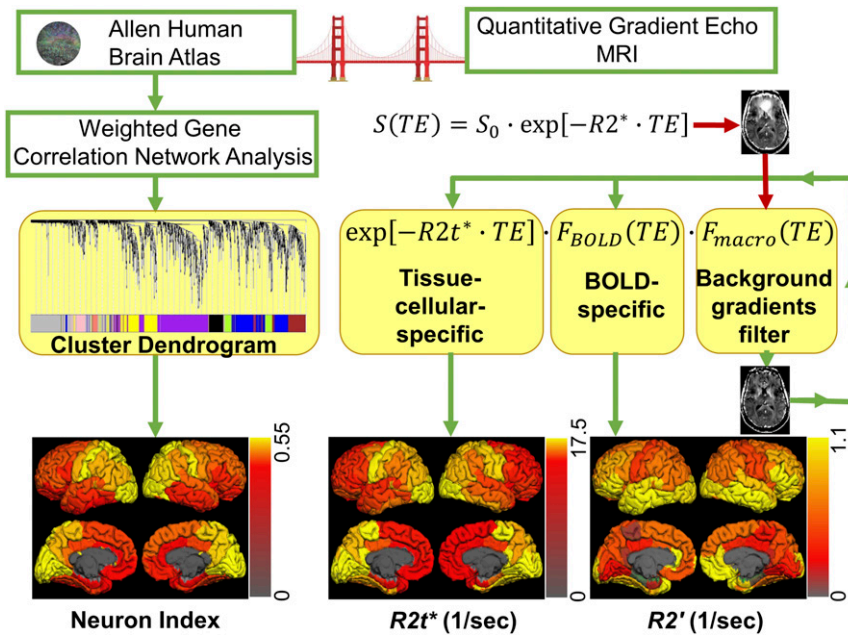 Allen Human
Brain Atlas
Quantitative Gradient Echo
MRI
Weighted Gene
Correlation Network Analysis
S(TE) = S₀ · exp[−R2* · TE]
exp[−R2t* · TE] · F_BOLD(TE) · F_macro(TE)
Tissue-
cellular-
specific
BOLD-
specific
Background
gradients
filter
Cluster Dendrogram
0.55
0
17.5
0
1.1
0
Neuron Index
R2t* (1/sec)
R2' (1/sec)